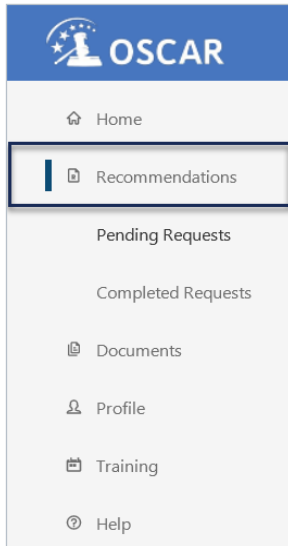 OSCAR
Home
Recommendations
Pending Requests
Completed Requests
Documents
Profile
Training
Help